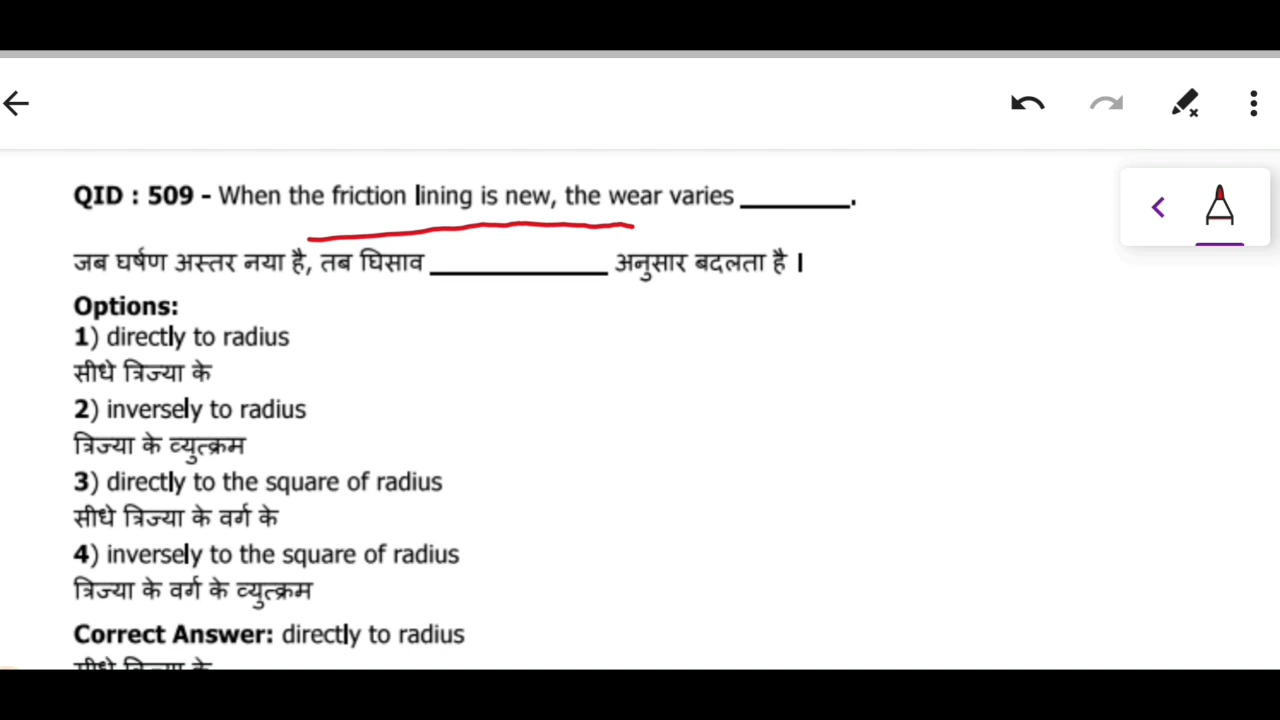 QID : 509 - When the friction lining is new, the wear varies ________.
जब घर्षण अस्तर नया है, तब घिसाव ____________ अनुसार बदलता है ।
Options:
1) directly to radius
सीधे त्रिज्या के
2) inversely to radius
त्रिज्या के व्युत्क्रम
3) directly to the square of radius
सीधे त्रिज्या के वर्ग के
4) inversely to the square of radius
त्रिज्या के वर्ग के व्युत्क्रम
Correct Answer: directly to radius
सीधे त्रिज्या के